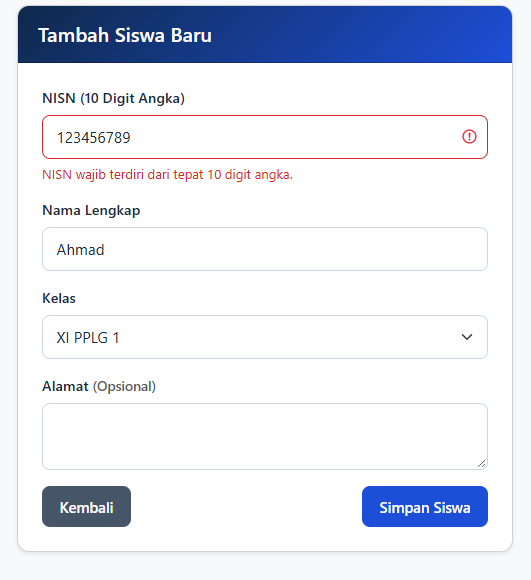 Tambah Siswa Baru
NISN (10 Digit Angka)
123456789
NISN wajib terdiri dari tepat 10 digit angka.
Nama Lengkap
Ahmad
Kelas
XI PPLG 1
Alamat (Opsional)
Kembali
Simpan Siswa